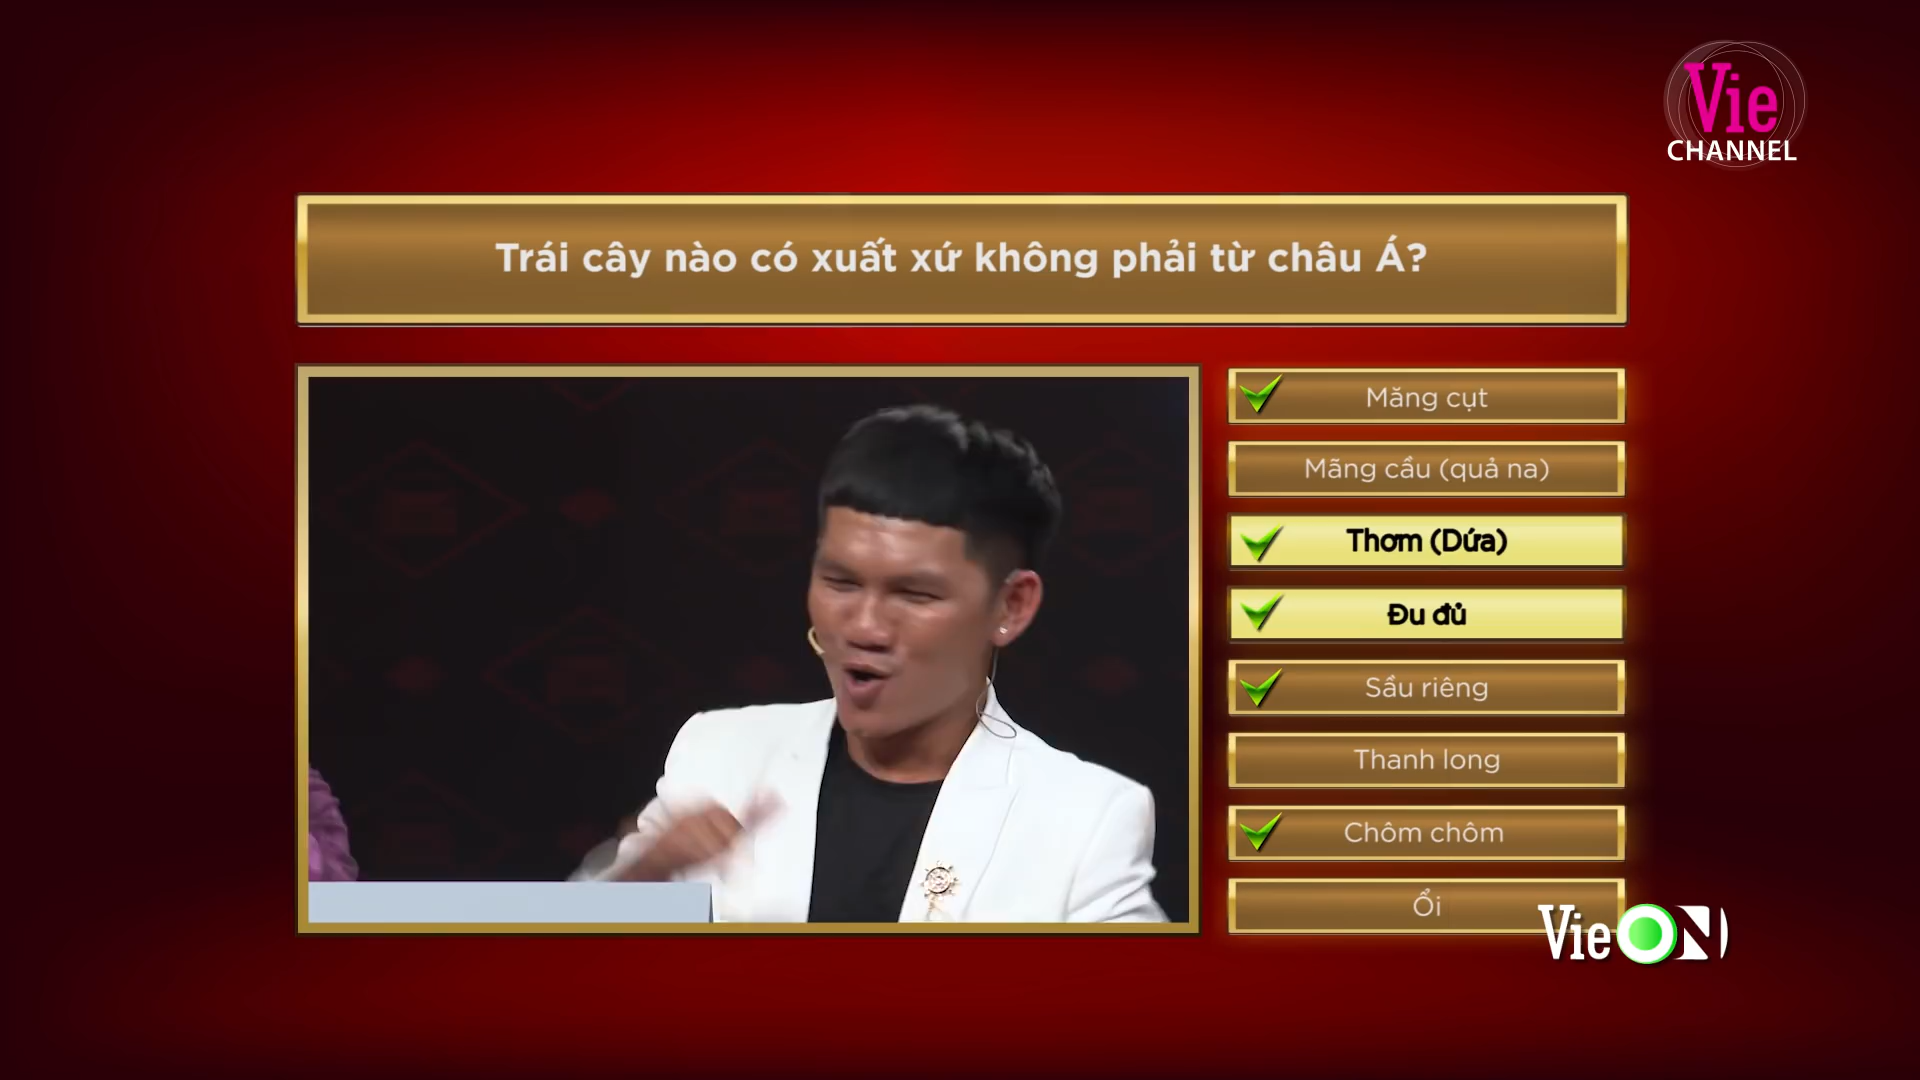 Vie
CHANNEL
Trái cây nào có xuất xứ không phải từ châu Á?
Măng cụt
Mãng cầu (quả na)
Thơm (Dứa)
Đu đủ
Sầu riêng
Thanh long
Chôm chôm
Ổi
VieON